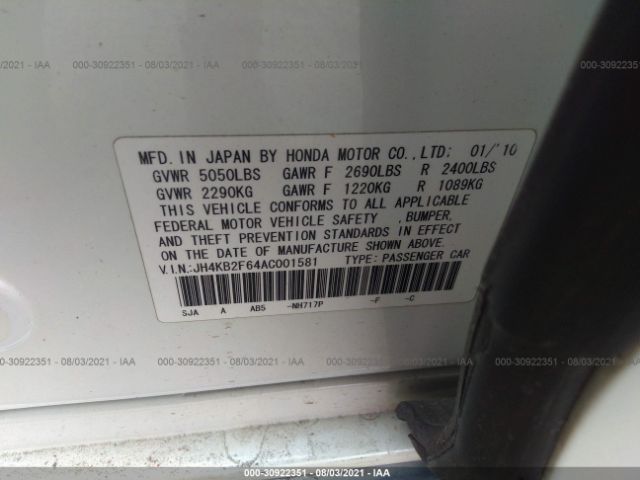 08/03/2021 - IAA
000-30922351 - 08/03/2021 - IAA
000-30922351 - 08/03/2021 - IAA
000-30922351
MFD. IN JAPAN BY HONDA MOTOR CO.,LTD: 01/'10
GVWR 5050LBS GAWR F 2690LBS R 2400LBS
GVWR 2290KG GAWR F 1220KG R 1089KG
THIS VEHICLE CONFORMS TO ALL APPLICABLE
FEDERAL MOTOR VEHICLE SAFETY ,BUMPER,
AND THEFT PREVENTION STANDARDS IN EFFECT
ON THE DATE OF MANUFACTURE SHOWN ABOVE.
V.I.N.:JH4KB2F64AC001581 TYPE: PASSENGER CAR
SJA A AB5 -NH717P -F -C
000-30922351 - 08/03/2021 - IAA
000-30922351 - 08/03/2021 - IAA
000-30922351 - 08/03/2021 - IAA
000-30922351 - 08/03/2021 - IAA